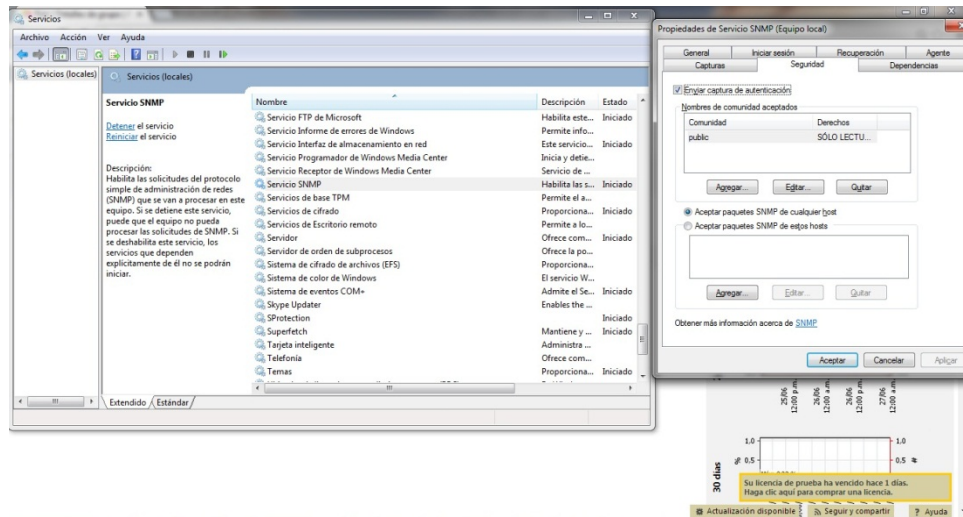 Servicios
Archivo Acción Ver Ayuda
Servicios (locales)
Servicios (locales)
Servicio SNMP
Detener el servicio
Reiniciar el servicio
Descripción:
Habilita las solicitudes del protocolo
simple de administración de redes
(SNMP) que se van a procesar en este
equipo. Si se detiene este servicio,
puede que el equipo no pueda
procesar las solicitudes de SNMP. Si
se deshabilita este servicio, los
servicios que dependen
explícitamente de él no se podrán
iniciar.
Nombre Descripción Estado
Servicio FTP de Microsoft Habilita este... Iniciado
Servicio Informe de errores de Windows Permite info...
Servicio Interfaz de almacenamiento en red Este servicio... Iniciado
Servicio Programador de Windows Media Center Inicia y detie...
Servicio Receptor de Windows Media Center Servicio de ...
Servicio SNMP Habilita las s... Iniciado
Servicios de base TPM Permite el a...
Servicios de cifrado Proporciona... Iniciado
Servicios de Escritorio remoto Permite a lo...
Servidor Ofrece com... Iniciado
Servidor de orden de subprocesos Ofrece la po...
Sistema de cifrado de archivos (EFS) Proporciona...
Sistema de color de Windows El servicio W...
Sistema de eventos COM+ Admite el Se... Iniciado
Skype Updater Enables the ...
SProtection Iniciado
Superfetch Mantiene y ... Iniciado
Tarjeta inteligente Administra ...
Telefonía Ofrece com...
Temas Proporciona... Iniciado
Extendido Estándar
Propiedades de Servicio SNMP (Equipo local)
General Iniciar sesión Recuperación Agente
Capturas Seguridad Dependencias
Enviar captura de autenticación
Nombres de comunidad aceptados
Comunidad Derechos
public SÓLO LECTU...
Agregar... Editar... Quitar
Aceptar paquetes SNMP de cualquier host
Aceptar paquetes SNMP de estos hosts
Agregar... Editar... Quitar
Obtener más información acerca de SNMP
Aceptar Cancelar Aplicar
25/06 12:00 p.m.
26/06 12:00 a.m.
26/06 12:00 p.m.
27/06 12:00 a.m.
30 días
% 1.0 1.0 #
0.5 0.5
Su licencia de prueba ha vencido hace 1 días.
Haga clic aquí para comprar una licencia.
Actualización disponible Seguir y compartir ? Ayuda